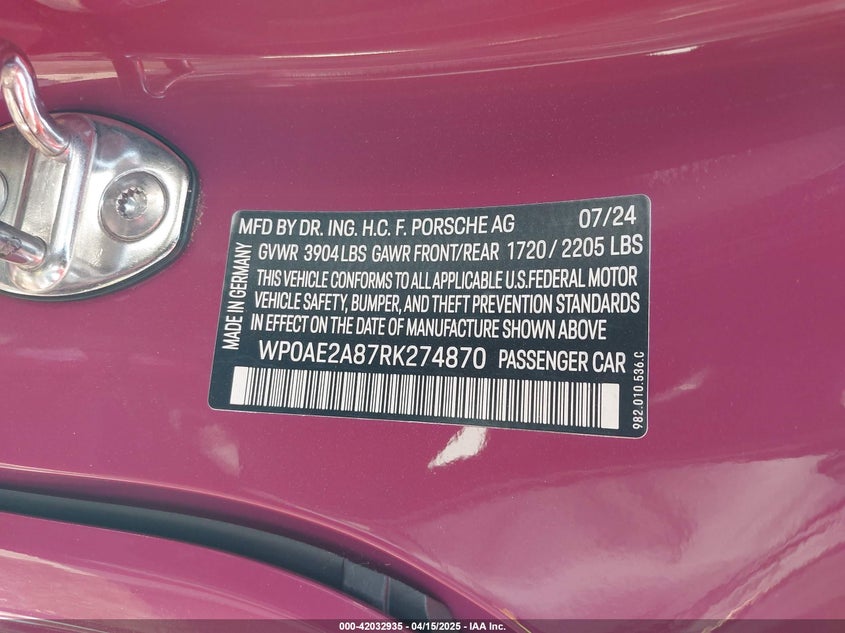 MFD BY DR. ING. H.C. F. PORSCHE AG 07/24
GVWR 3904 LBS GAWR FRONT/REAR 1720 / 2205 LBS
THIS VEHICLE CONFORMS TO ALL APPLICABLE U.S.FEDERAL MOTOR
VEHICLE SAFETY, BUMPER, AND THEFT PREVENTION STANDARDS
IN EFFECT ON THE DATE OF MANUFACTURE SHOWN ABOVE
WP0AE2A87RK274870 PASSENGER CAR
MADE IN GERMANY
982.010.536.C
000-42032935 - 04/15/2025 - IAA Inc.